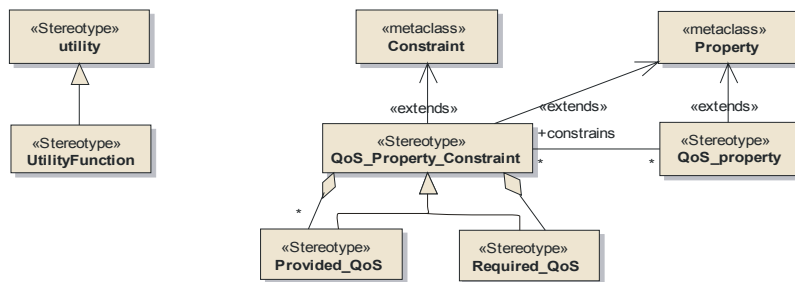 «Stereotype»
utility
«metaclass»
Constraint
«metaclass»
Property
«extends»
«extends»
«extends»
«Stereotype»
UtilityFunction
«Stereotype»
QoS_Property_Constraint
+constrains
*
*
«Stereotype»
QoS_property
*
«Stereotype»
Provided_QoS
«Stereotype»
Required_QoS